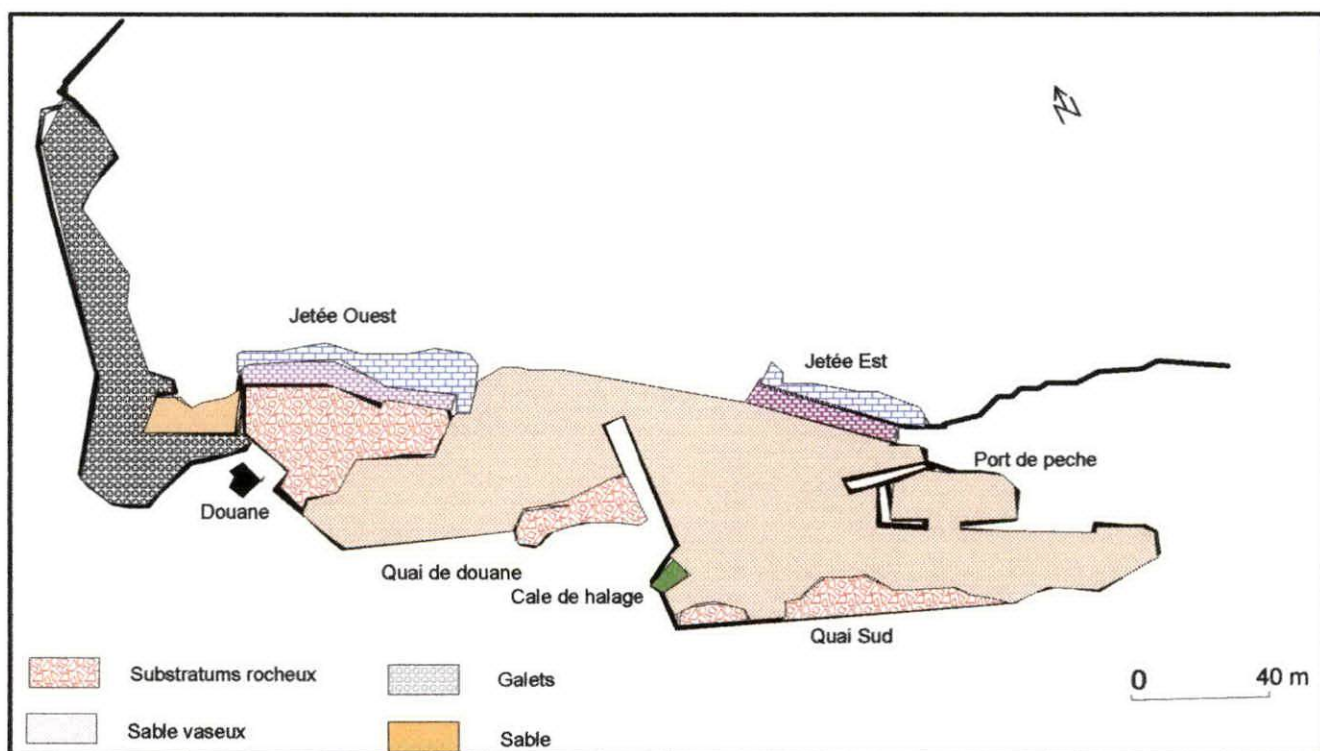 N
Jetée Ouest
Jetée Est
Port de peche
Douane
Quai de douane
Cale de halage
Quai Sud
Substratums rocheux
Galets
0 40 m
Sable vaseux
Sable